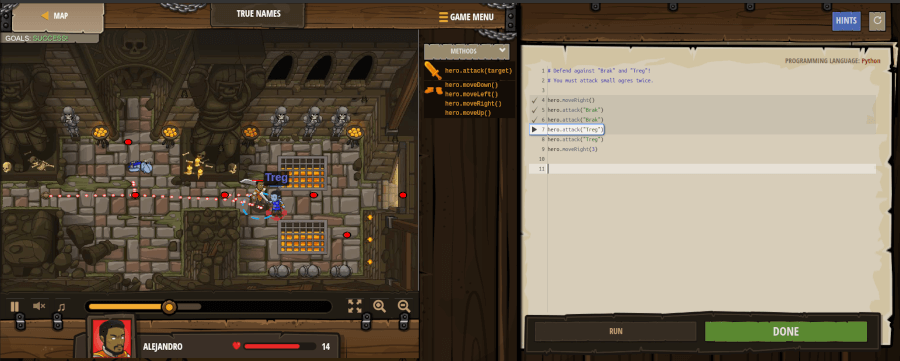 MAP
TRUE NAMES
GAME MENU
HINTS
GOALS: SUCCESS!
METHODS
hero.attack(target)
hero.moveDown()
hero.moveLeft()
hero.moveRight()
hero.moveUp()
Treg
PROGRAMMING LANGUAGE: Python
1 # Defend against "Brak" and "Treg"!
2 # You must attack small ogres twice.
3
4 hero.moveRight()
5 hero.attack("Brak")
6 hero.attack("Brak")
7 hero.attack("Treg")
8 hero.attack("Treg")
9 hero.moveRight(3)
10
11
ALEJANDRO
14
RUN
DONE